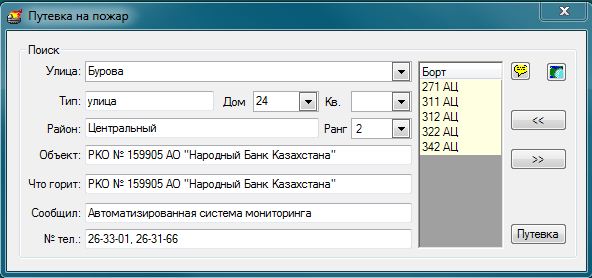 Путевка на пожар
Поиск
Улица: Бурова
Тип: улица Дом 24 Кв.
Район: Центральный Ранг 2
Объект: РКО № 159905 АО "Народный Банк Казахстана"
Что горит: РКО № 159905 АО "Народный Банк Казахстана"
Сообщил: Автоматизированная система мониторинга
№ тел.: 26-33-01, 26-31-66
Борт
271 АЦ
311 АЦ
312 АЦ
322 АЦ
342 АЦ
<<
>>
Путевка